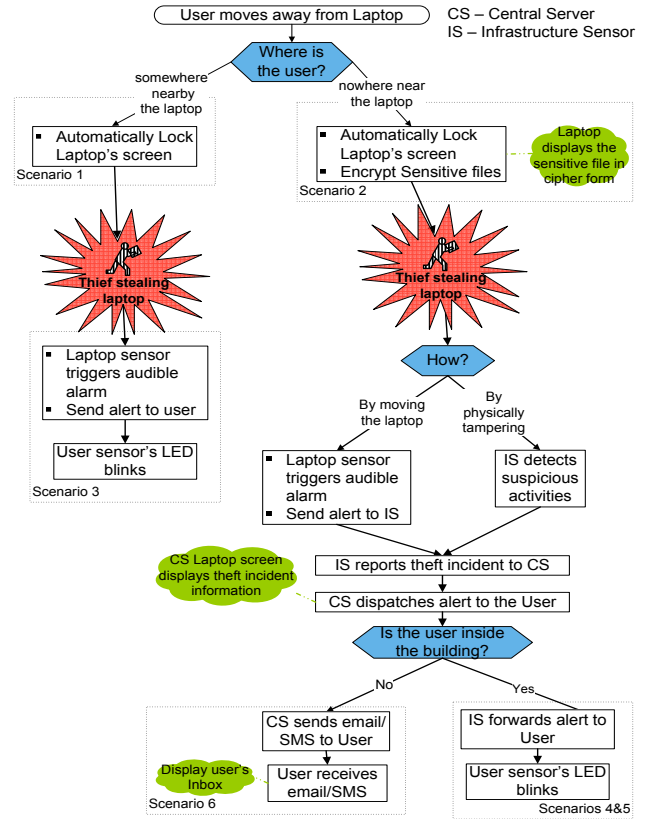 User moves away from Laptop
CS – Central Server
IS – Infrastructure Sensor
Where is
the user?
somewhere
nearby
the laptop
nowhere near
the laptop
▪ Automatically Lock
Laptop's screen
Scenario 1
▪ Automatically Lock
Laptop's screen
▪ Encrypt Sensitive files
Scenario 2
Laptop
displays the
sensitive file in
cipher form
Thief stealing
laptop
Thief stealing
laptop
▪ Laptop sensor
triggers audible
alarm
▪ Send alert to user
User sensor's LED
blinks
Scenario 3
How?
By moving
the laptop
By
physically
tampering
▪ Laptop sensor
triggers audible
alarm
▪ Send alert to IS
IS detects
suspicious
activities
IS reports theft incident to CS
CS Laptop screen
displays theft incident
information
CS dispatches alert to the User
Is the user inside
the building?
No
Yes
CS sends email/
SMS to User
User receives
email/SMS
Display user's
Inbox
Scenario 6
IS forwards alert to
User
User sensor's LED
blinks
Scenarios 4&5